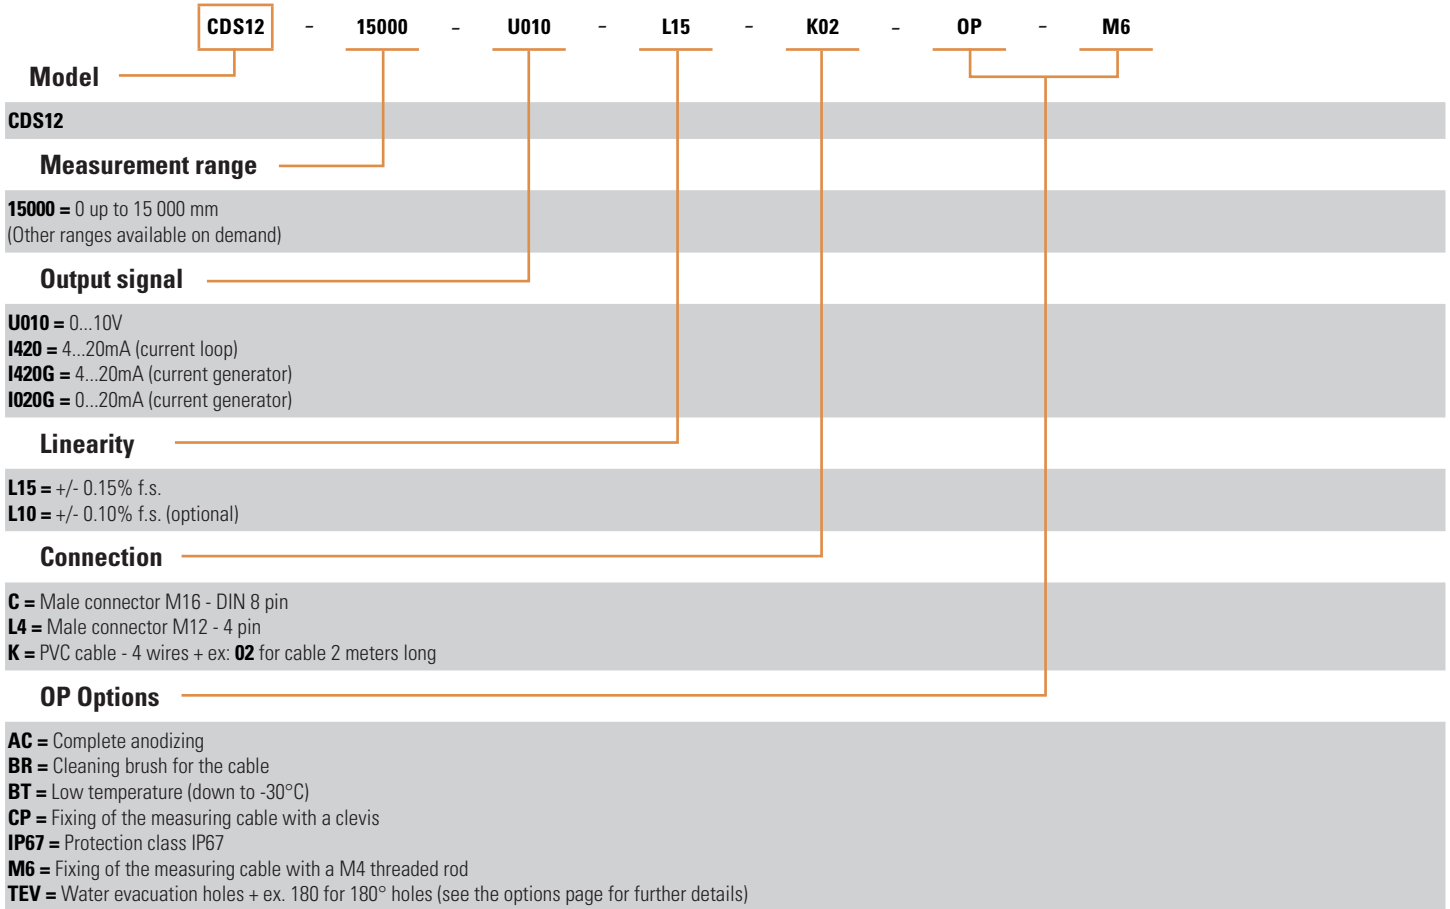 CDS12 – 15000 – U010 – L15 – K02 – OP – M6
Model
CDS12
Measurement range
15000 = 0 up to 15 000 mm
(Other ranges available on demand)
Output signal
U010 = 0...10V
I420 = 4...20mA (current loop)
I420G = 4...20mA (current generator)
I020G = 0...20mA (current generator)
Linearity
L15 = +/- 0.15% f.s.
L10 = +/- 0.10% f.s. (optional)
Connection
C = Male connector M16 - DIN 8 pin
L4 = Male connector M12 - 4 pin
K = PVC cable - 4 wires + ex: 02 for cable 2 meters long
OP Options
AC = Complete anodizing
BR = Cleaning brush for the cable
BT = Low temperature (down to -30°C)
CP = Fixing of the measuring cable with a clevis
IP67 = Protection class IP67
M6 = Fixing of the measuring cable with a M4 threaded rod
TEV = Water evacuation holes + ex. 180 for 180° holes (see the options page for further details)